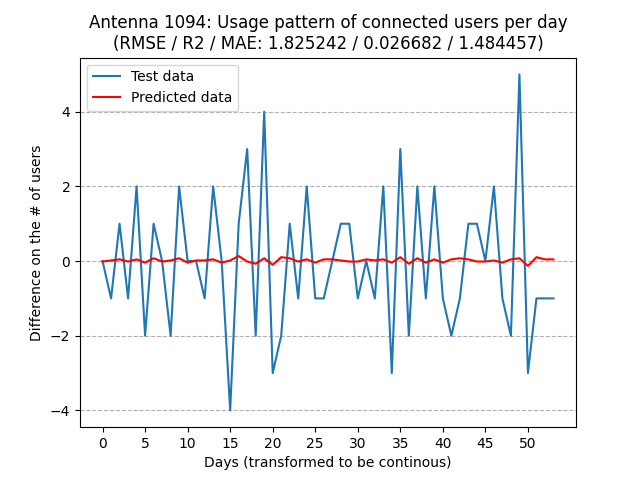 Antenna 1094: Usage pattern of connected users per day
(RMSE / R2 / MAE: 1.825242 / 0.026682 / 1.484457)
Test data
Predicted data
Difference on the # of users
4
2
0
−2
−4
0 5 10 15 20 25 30 35 40 45 50
Days (transformed to be continous)